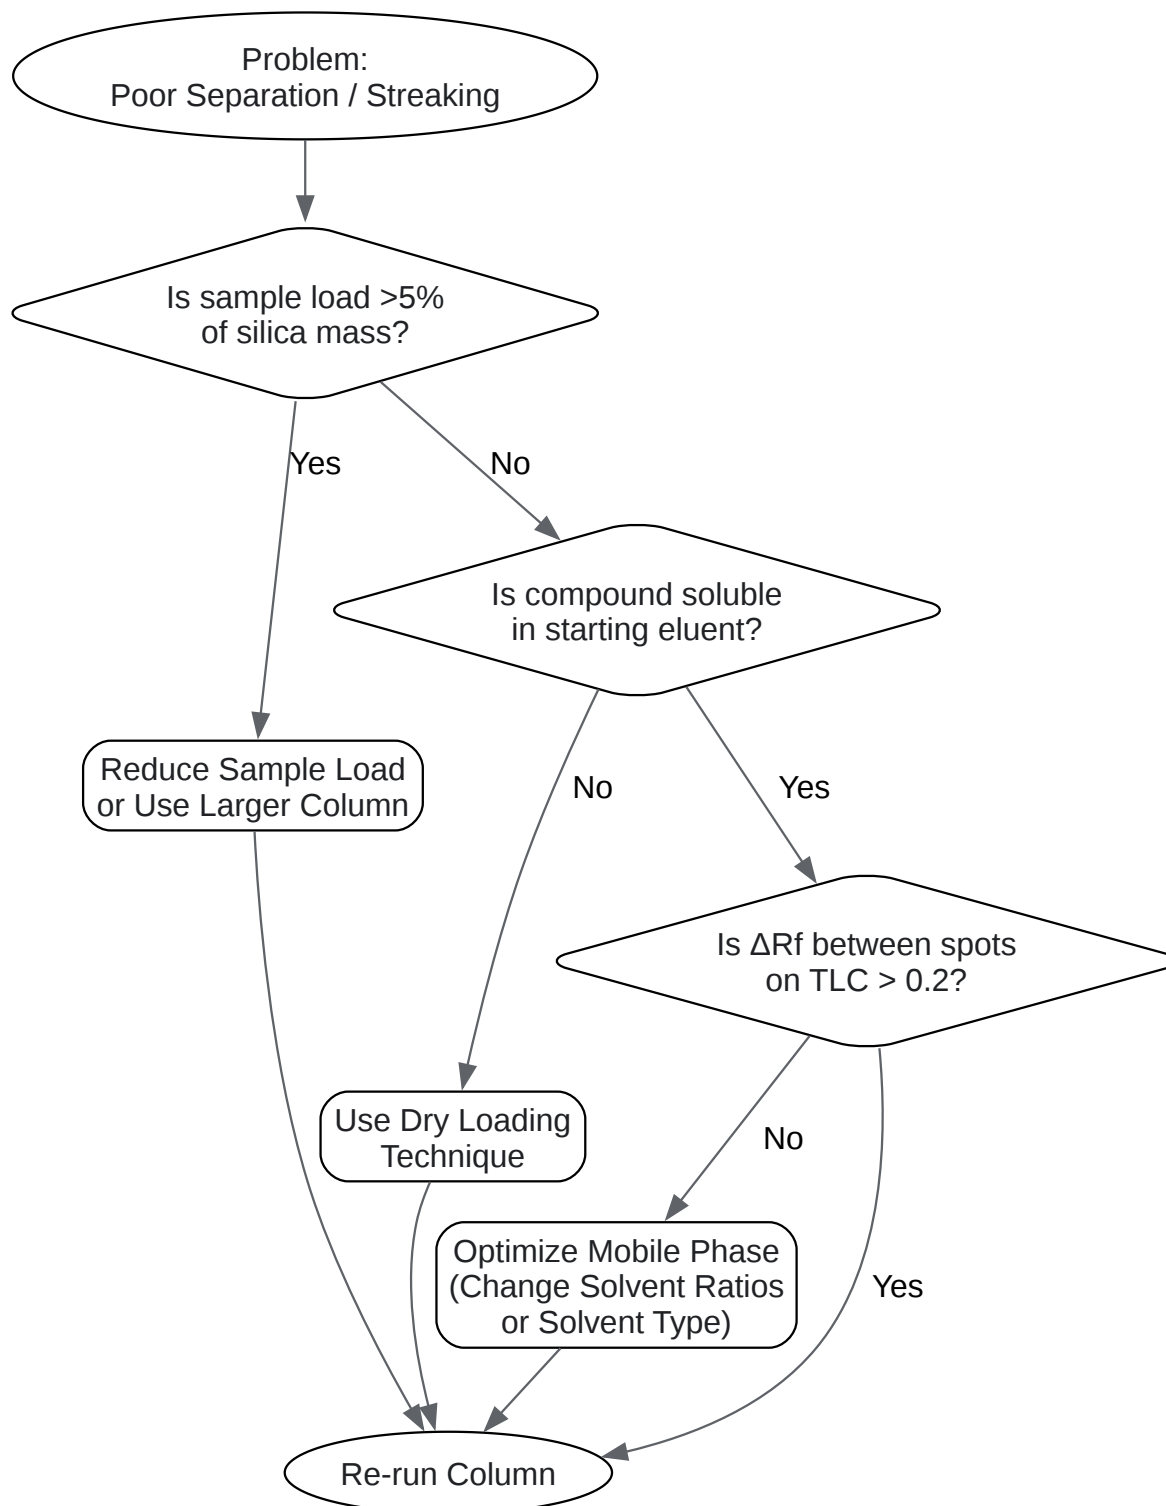 Problem:
Poor Separation / Streaking
Is sample load >5%
of silica mass?
Yes
No
Is compound soluble
in starting eluent?
Reduce Sample Load
or Use Larger Column
No
Yes
Is ΔRf between spots
on TLC > 0.2?
Use Dry Loading
Technique
No
Optimize Mobile Phase
(Change Solvent Ratios
or Solvent Type)
Yes
Re-run Column